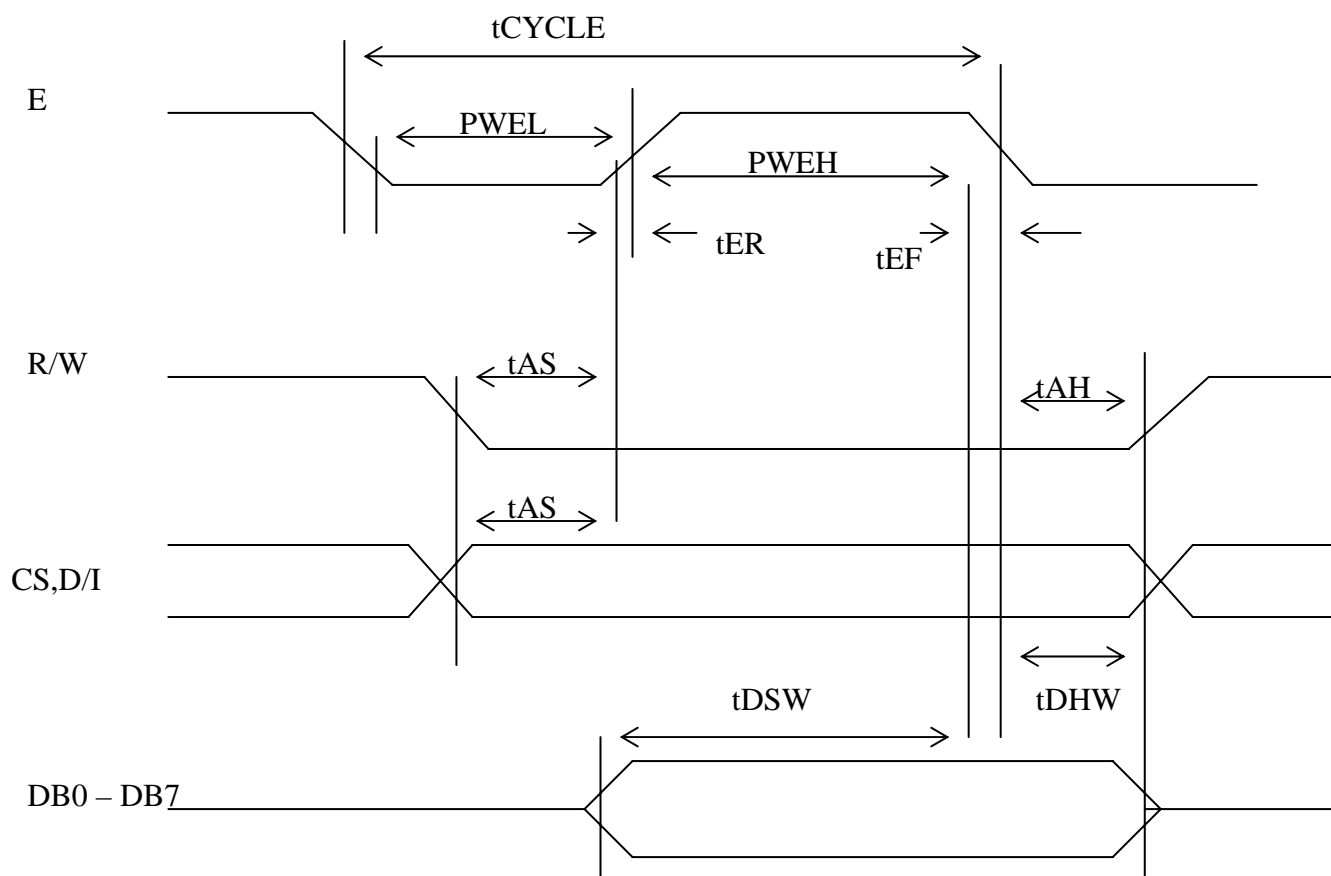 tCYCLE
E
PWEL
PWEH
tER
tEF
R/W
tAS
tAH
tAS
CS,D/I
tDSW
tDHW
DB0 – DB7